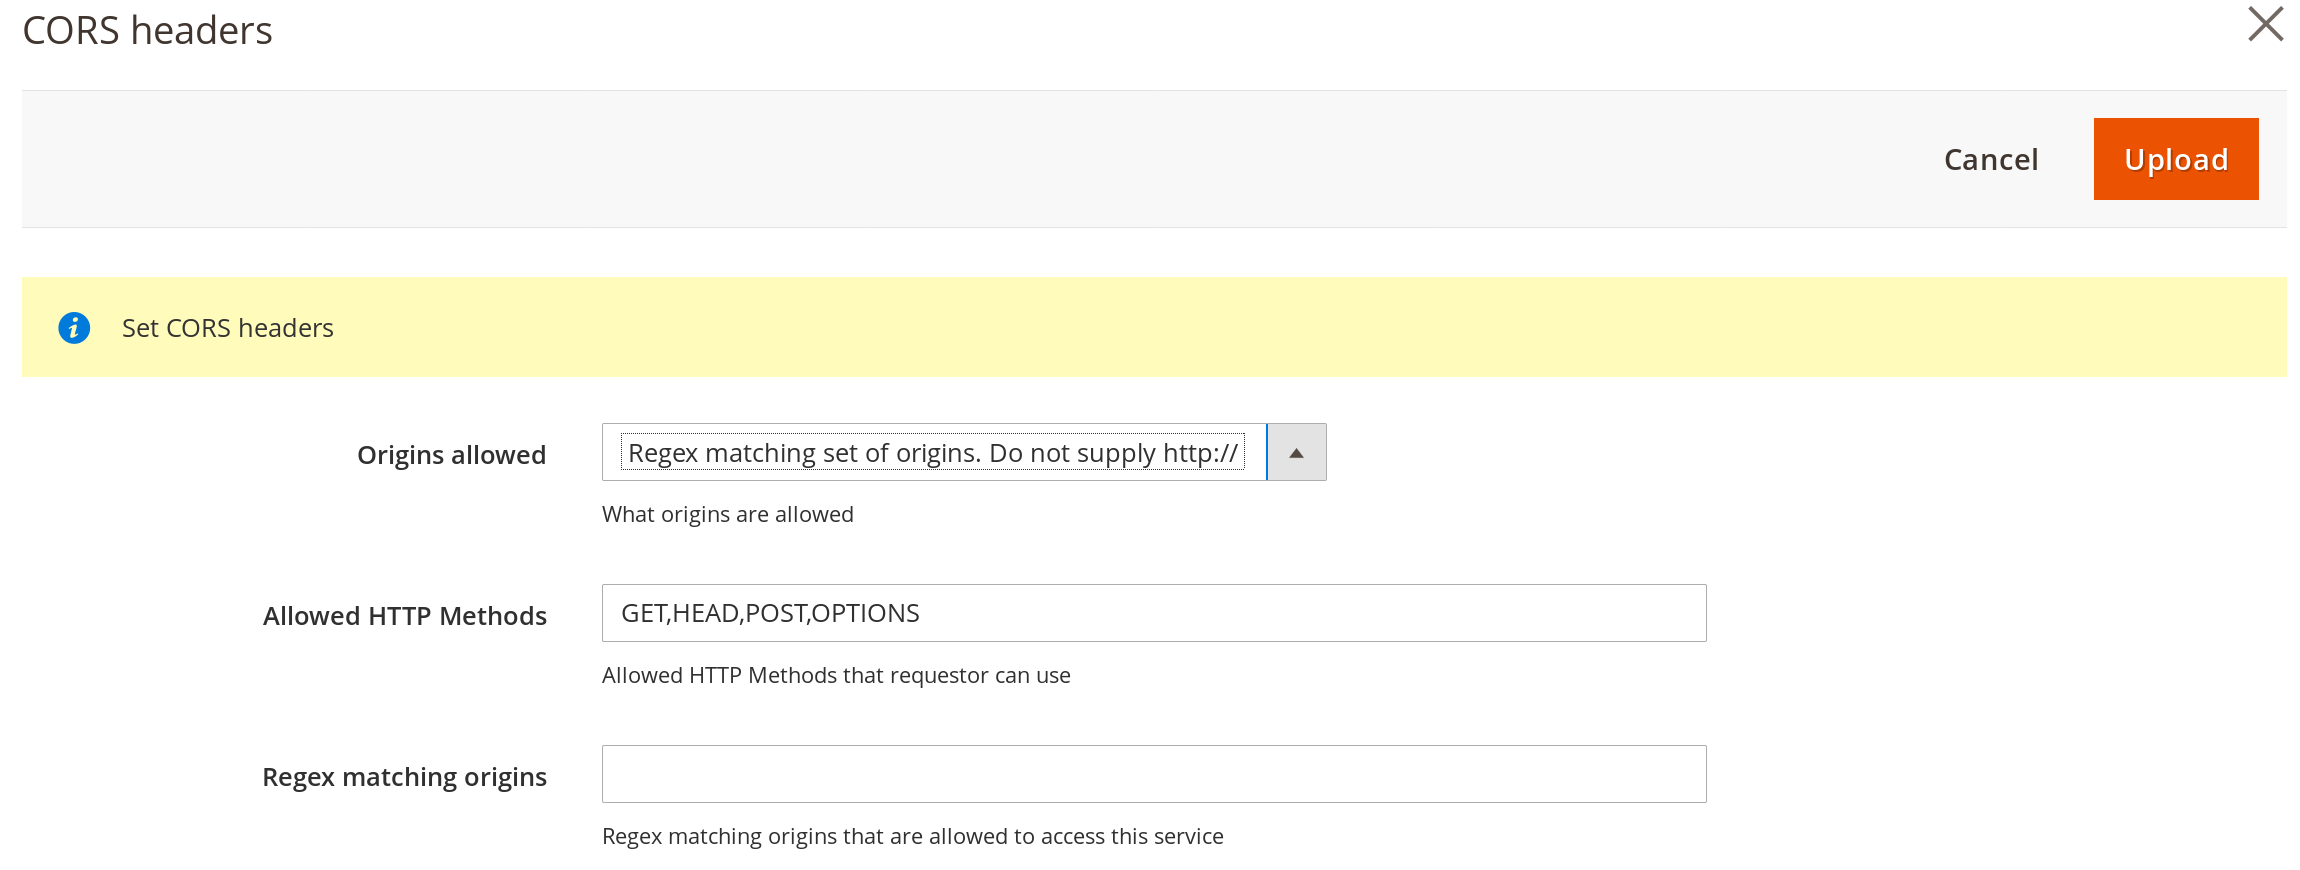 CORS headers
Cancel
Upload
Set CORS headers
Origins allowed
Regex matching set of origins. Do not supply http://
What origins are allowed
Allowed HTTP Methods
GET,HEAD,POST,OPTIONS
Allowed HTTP Methods that requestor can use
Regex matching origins
Regex matching origins that are allowed to access this service